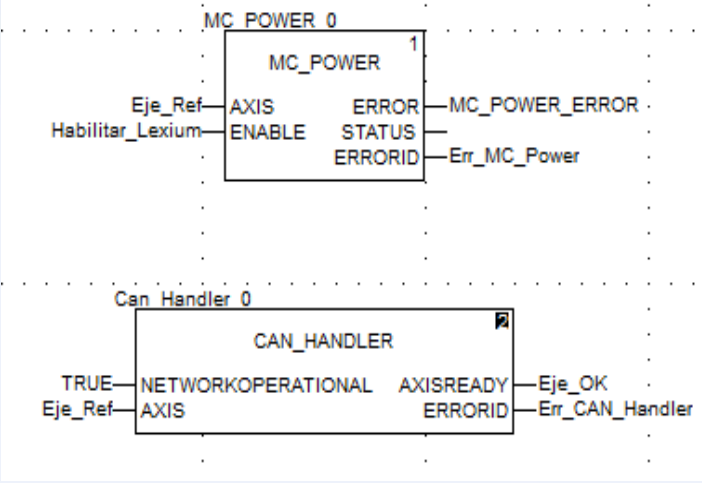 MC_POWER_0
1
MC_POWER
Eje_Ref AXIS ERROR MC_POWER_ERROR
Habilitar_Lexium ENABLE STATUS
ERRORID Err_MC_Power
Can_Handler_0
2
CAN_HANDLER
TRUE NETWORKOPERATIONAL AXISREADY Eje_OK
Eje_Ref AXIS ERRORID Err_CAN_Handler